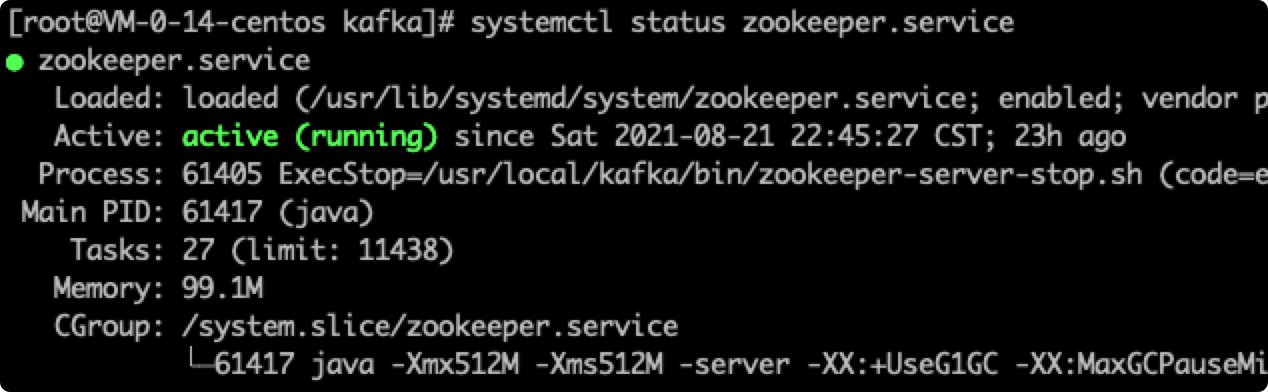 [root@VM-0-14-centos kafka]# systemctl status zookeeper.service
● zookeeper.service
Loaded: loaded (/usr/lib/systemd/system/zookeeper.service; enabled; vendor p
Active: active (running) since Sat 2021-08-21 22:45:27 CST; 23h ago
Process: 61405 ExecStop=/usr/local/kafka/bin/zookeeper-server-stop.sh (code=e
Main PID: 61417 (java)
Tasks: 27 (limit: 11438)
Memory: 99.1M
CGroup: /system.slice/zookeeper.service
└─61417 java -Xmx512M -Xms512M -server -XX:+UseG1GC -XX:MaxGCPauseMi